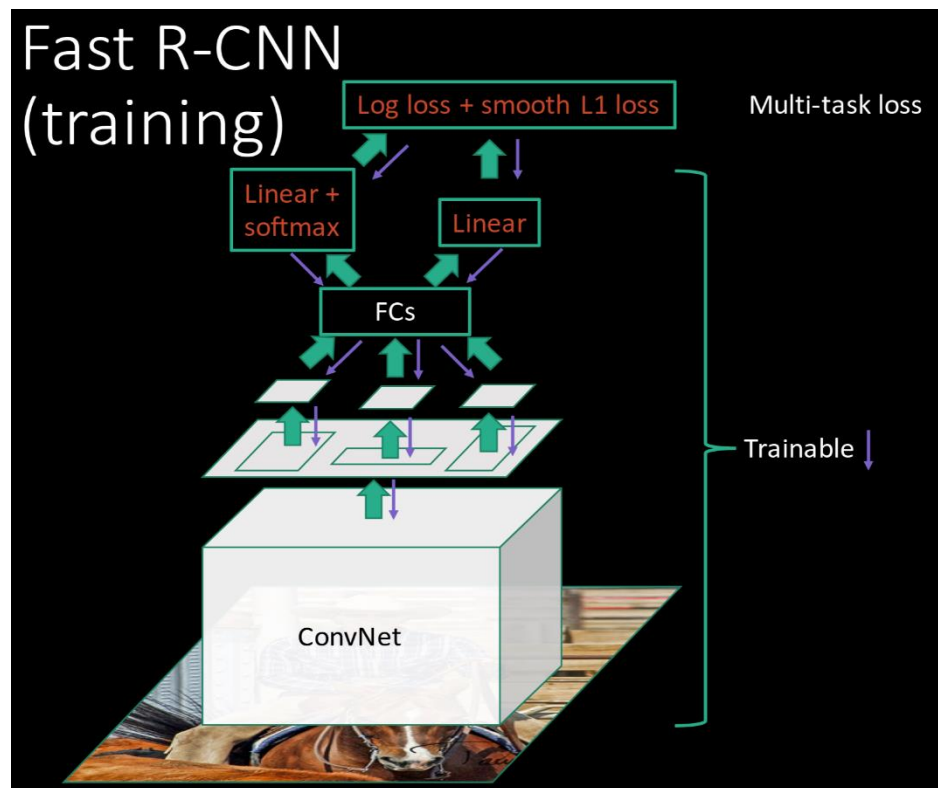 Fast R-CNN
(training)
Log loss + smooth L1 loss
Multi-task loss
Linear +
softmax
Linear
FCs
Trainable
ConvNet